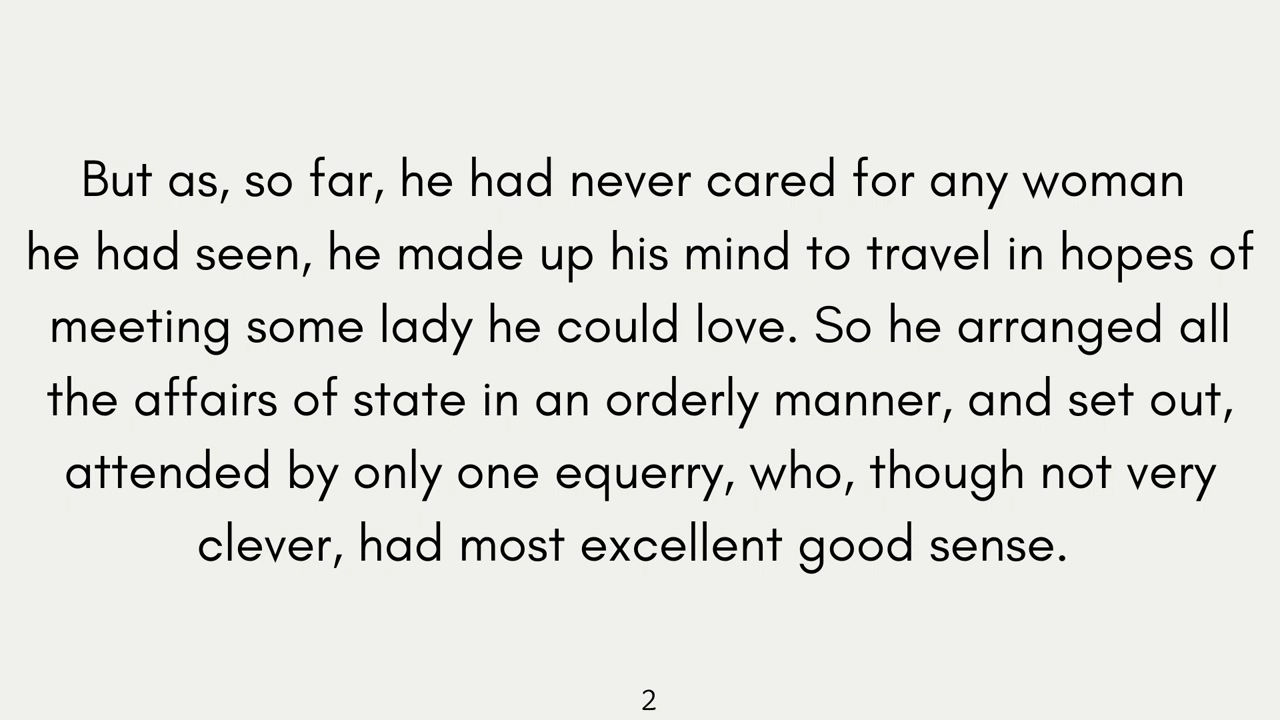 But as, so far, he had never cared for any woman
he had seen, he made up his mind to travel in hopes of
meeting some lady he could love. So he arranged all
the affairs of state in an orderly manner, and set out,
attended by only one equerry, who, though not very
clever, had most excellent good sense.
2